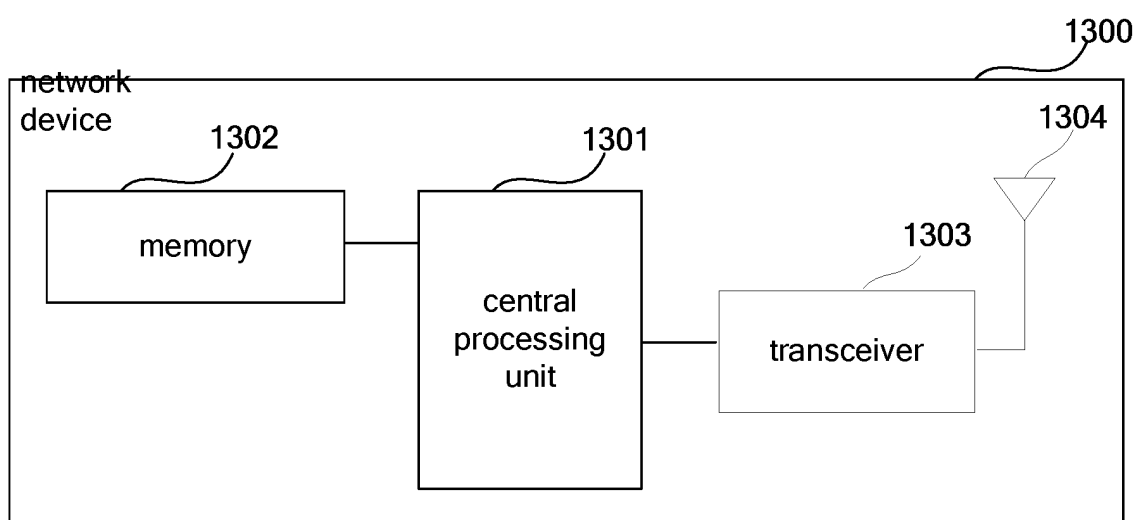 1300
network
device
1304
1302
1301
memory
1303
central
processing
unit
transceiver